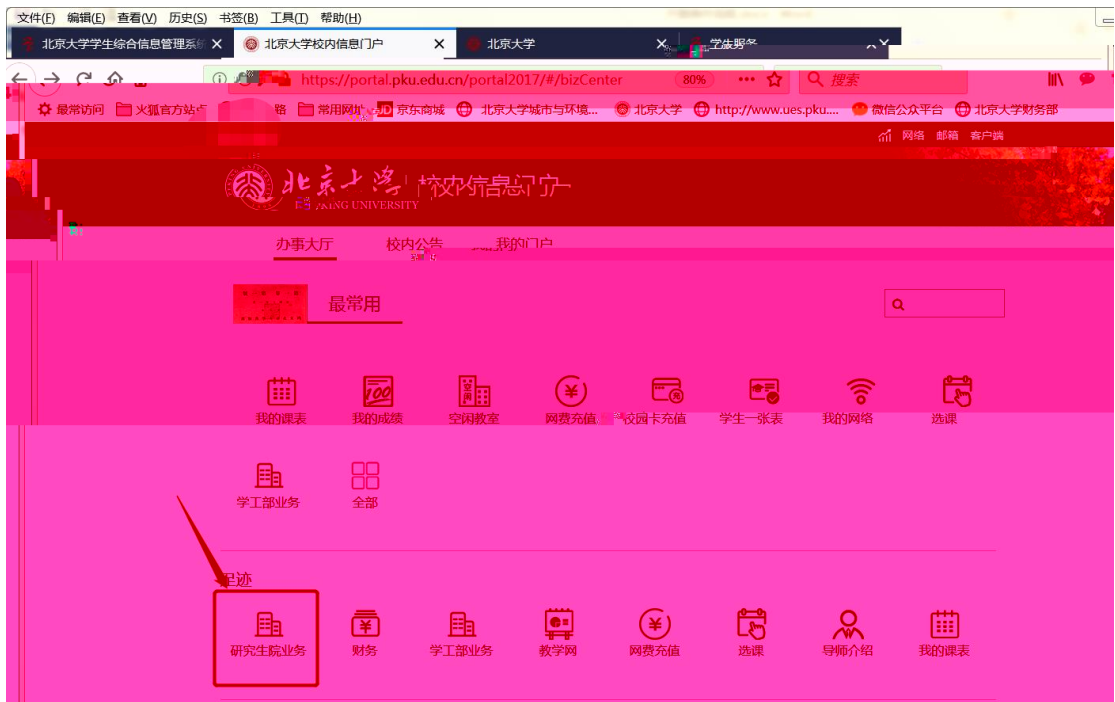 文件(F) 编辑(E) 查看(V) 历史(S) 书签(B) 工具(T) 帮助(H)
北京大学学生综合信息管理系统 北京大学校内信息门户 北京大学
https://portal.pku.edu.cn/portal2017/#/bizCenter 80% 搜索
最常访问 火狐官方站点 常用网址 JD 京东商城 北京大学城市与环境... 北京大学 http://www.ues.pku.... 微信公众平台 北京大学财务部
网络 邮箱 客户端
北京大学 校内信息门户
PEKING UNIVERSITY
办事大厅 校内公告 我的门户
最常用
我的课表 我的成绩 空闲教室 网费充值 校园卡充值 学生一张表 我的网络 选课
学工部业务 全部
足迹
研究生院业务 财务 学工部业务 教学网 网费充值 选课 导师介绍 我的课表